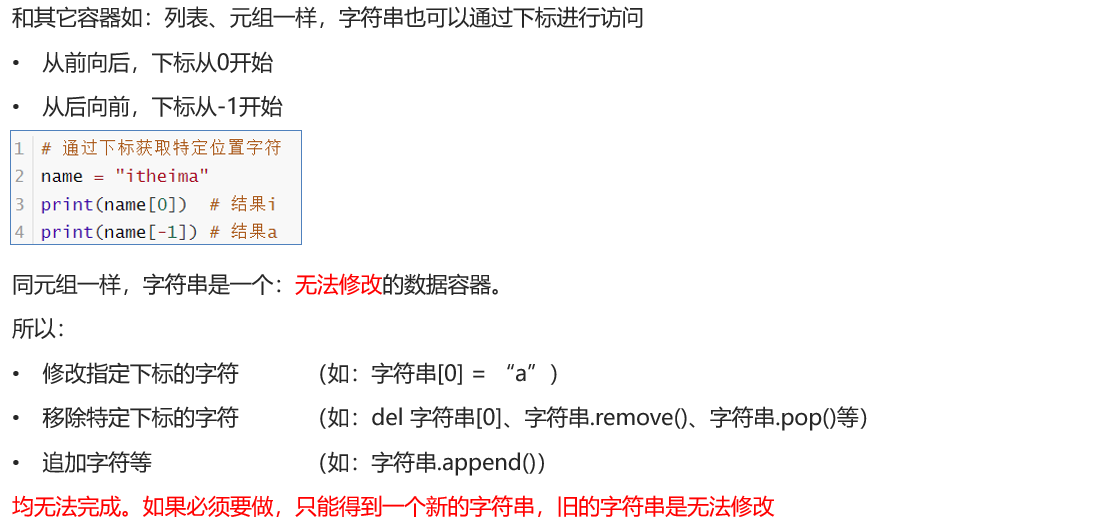 和其它容器如：列表、元组一样，字符串也可以通过下标进行访问
• 从前向后，下标从0开始
• 从后向前，下标从-1开始
1 # 通过下标获取特定位置字符
2 name = "itheima"
3 print(name[0])  # 结果i
4 print(name[-1]) # 结果a
同元组一样，字符串是一个：无法修改的数据容器。
所以：
• 修改指定下标的字符 （如：字符串[0] = “a”）
• 移除特定下标的字符 （如：del 字符串[0]、字符串.remove()、字符串.pop()等）
• 追加字符等 （如：字符串.append()）
均无法完成。如果必须要做，只能得到一个新的字符串，旧的字符串是无法修改